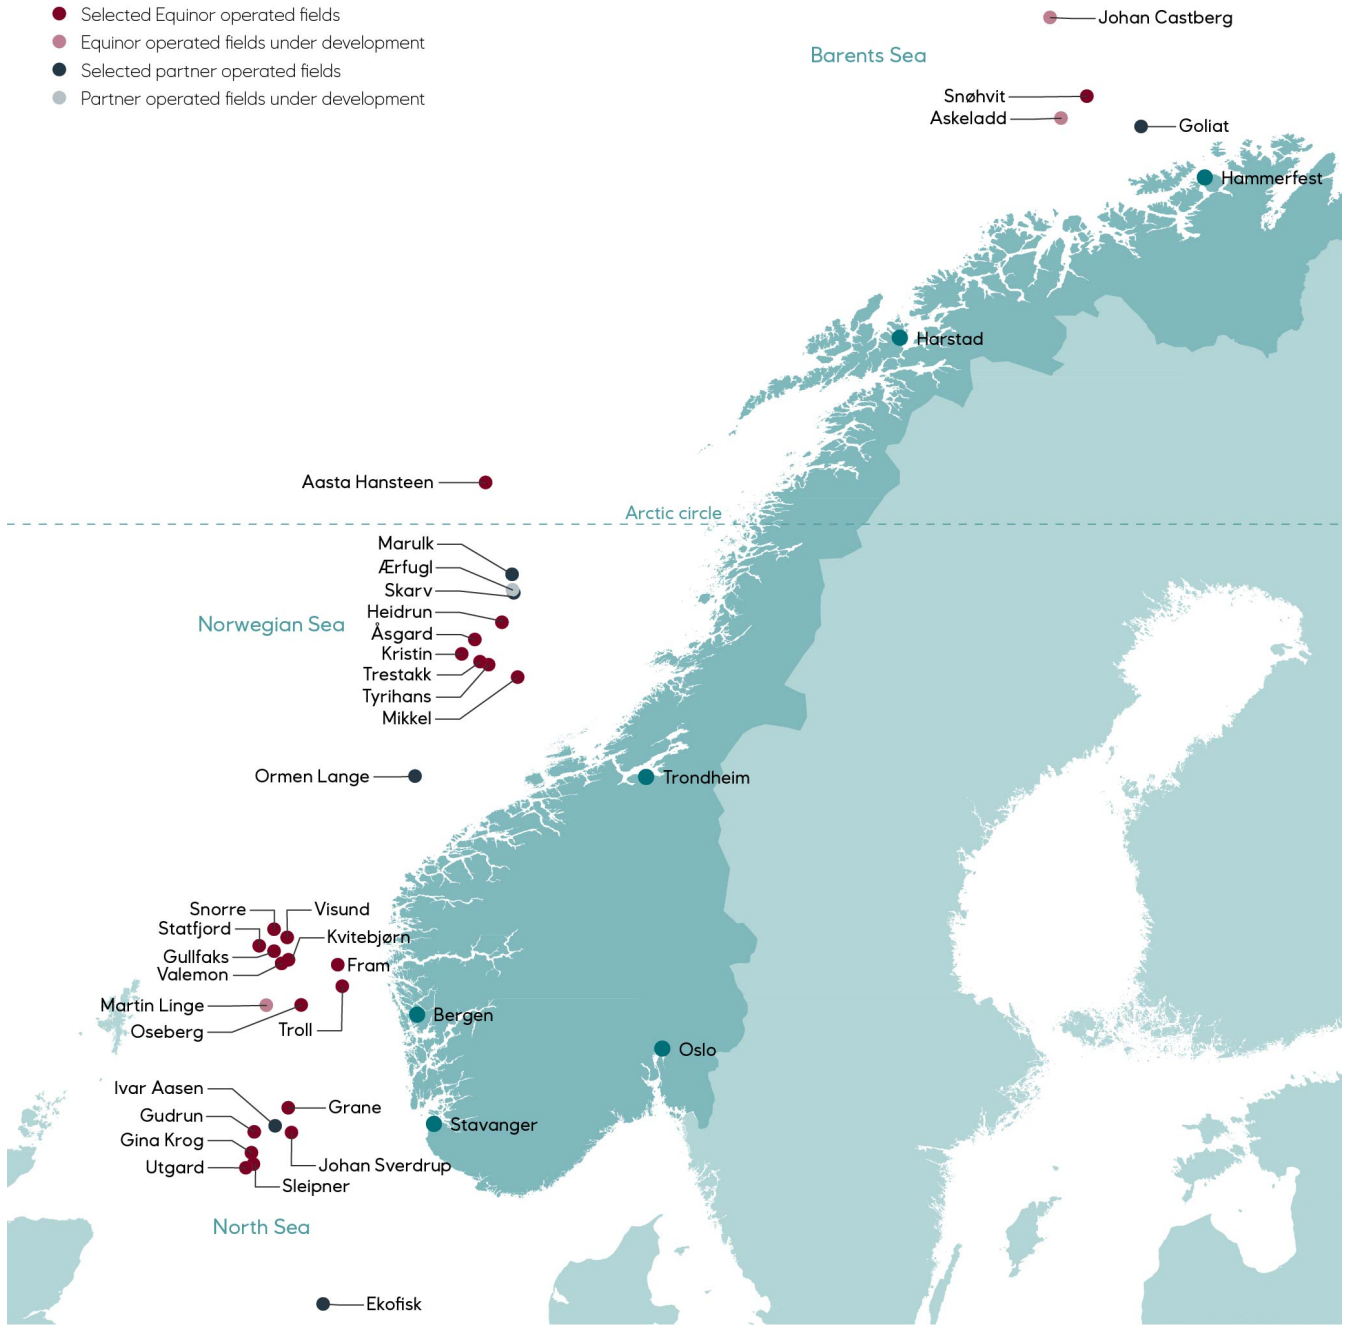 Selected Equinor operated fields
Equinor operated fields under development
Selected partner operated fields
Partner operated fields under development
Johan Castberg
Barents Sea
Snøhvit
Askeladd
Goliat
Hammerfest
Harstad
Aasta Hansteen
Arctic circle
Marulk
Ærfugl
Skarv
Heidrun
Norwegian Sea
Åsgard
Kristin
Trestakk
Tyrihans
Mikkel
Ormen Lange
Trondheim
Snorre
Visund
Statfjord
Kvitebjørn
Gullfaks
Fram
Valemon
Martin Linge
Bergen
Oseberg
Troll
Oslo
Ivar Aasen
Grane
Gudrun
Stavanger
Gina Krog
Utgard
Johan Sverdrup
Sleipner
North Sea
Ekofisk